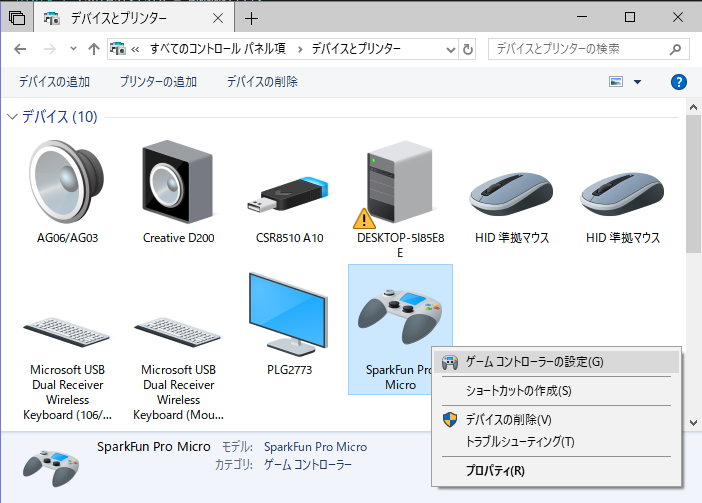 デバイスとプリンター
すべてのコントロール パネル項
デバイスとプリンター
デバイスとプリンターの検索
デバイスの追加
プリンターの追加
デバイスの削除
デバイス (10)
AG06/AG03
Creative D200
CSR8510 A10
DESKTOP-5I85E8
E
HID 準拠マウス
HID 準拠マウス
Microsoft USB
Dual Receiver
Wireless
Keyboard (106/...
Microsoft USB
Dual Receiver
Wireless
Keyboard (Mou...
PLG2773
SparkFun Pro
Micro
ゲーム コントローラーの設定(G)
ショートカットの作成(S)
デバイスの削除(V)
トラブルシューティング(T)
プロパティ(R)
SparkFun Pro Micro
モデル: SparkFun Pro Micro
カテゴリ: ゲーム コントローラー